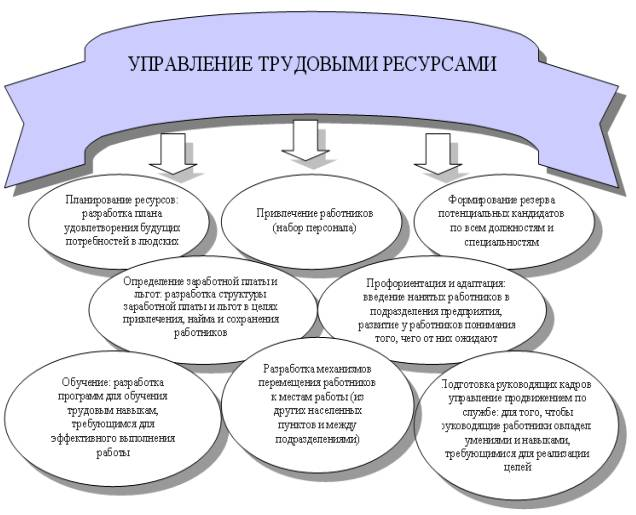 УПРАВЛЕНИЕ ТРУДОВЫМИ РЕСУРСАМИ
Планирование ресурсов:
разработка плана
удовлетворения будущих
потребностей в людских
Привлечение работников
(набор персонала)
Формирование резерва
потенциальных кандидатов
по всем должностям и
специальностям
Определение заработной платы и
льгот: разработка структуры
заработной платы и льгот в целях
привлечения, найма и сохранения
работников
Профориентация и адаптация:
введение нанятых работников в
подразделения предприятия,
развитие у работников понимания
того, чего от них ожидают
Обучение: разработка
программ для обучения
трудовым навыкам,
требующимся для
эффективного выполнения
работы
Разработка механизмов
перемещения работников
к местам работы (из
других населенных
пунктов и между
подразделениями)
Подготовка руководящих кадров
управление продвижением по
службе: для того, чтобы
руководящие работники овладел
умениями и навыками,
требующимися для реализации
целей